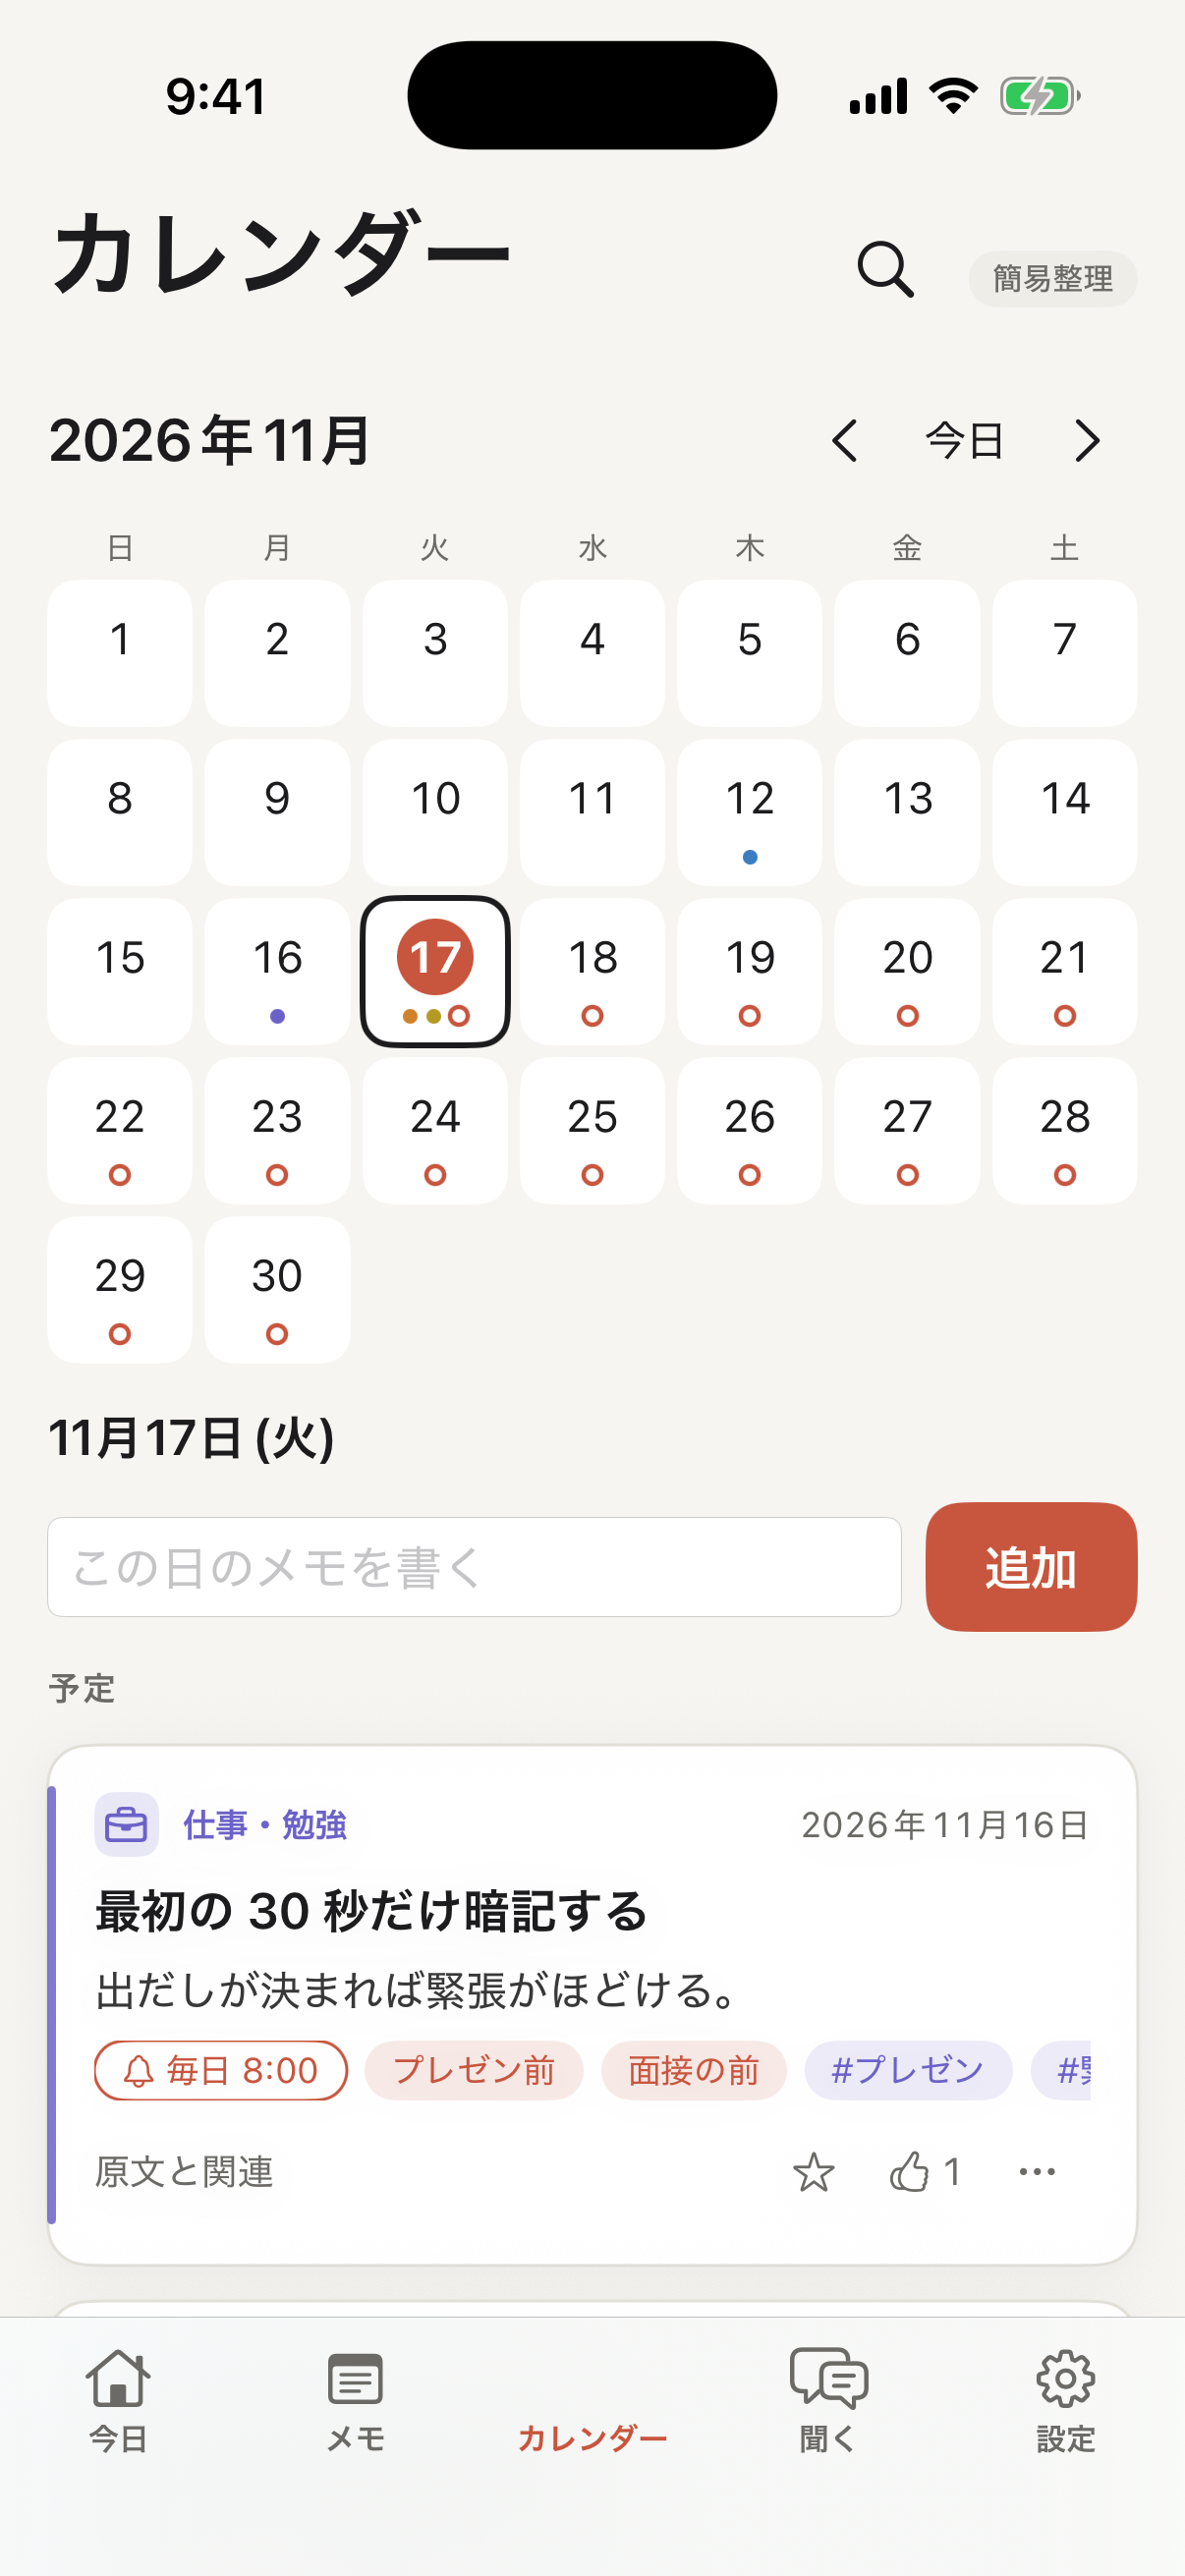 9:41
カレンダー
簡易整理
2026年11月
今日
日 月 火 水 木 金 土
1 2 3 4 5 6 7
8 9 10 11 12 13 14
15 16 17 18 19 20 21
22 23 24 25 26 27 28
29 30
11月17日(火)
この日のメモを書く
追加
予定
仕事・勉強 2026年11月16日
最初の 30 秒だけ暗記する
出だしが決まれば緊張がほどける。
毎日 8:00 プレゼン前 面接の前 #プレゼン #
原文と関連 1
今日 メモ カレンダー 聞く 設定